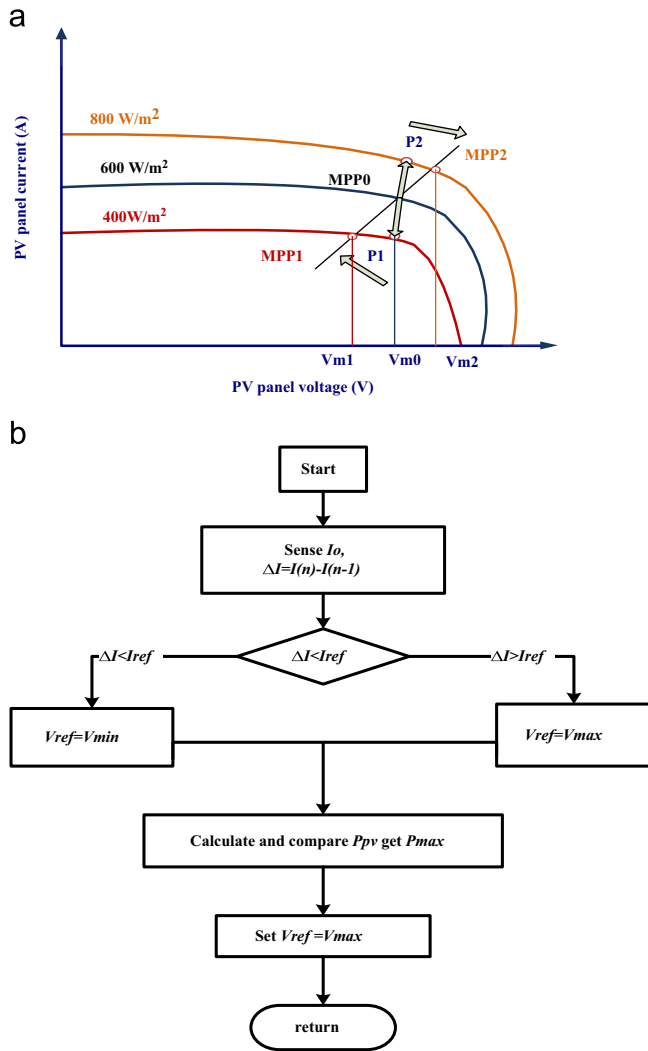 a
800 W/m²
P2
MPP2
600 W/m²
MPP0
400W/m²
MPP1
P1
PV panel current (A)
Vm1
Vm0
Vm2
PV panel voltage (V)
b
Start
Sense Io,
ΔI=I(n)-I(n-1)
ΔI<Iref
ΔI<Iref
ΔI>Iref
Vref=Vmin
Vref=Vmax
Calculate and compare Ppv get Pmax
Set Vref =Vmax
return